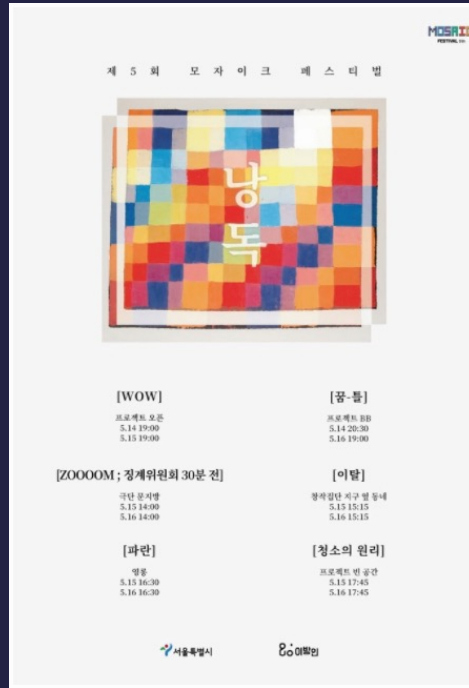 MOSAIC
FESTIVAL
제 5 회 모 자 이 크 페 스 티 벌
낭
독
[WOW]
프로젝트 오픈
5.14 19:00
5.15 19:00
[꿈-틀]
프로젝트 BB
5.14 20:30
5.16 19:00
[ZOOOOM ; 징계위원회 30분 전]
극단 문지방
5.15 14:00
5.16 14:00
[이탈]
창작집단 지구 옆 동네
5.15 15:15
5.16 15:15
[파란]
영풍
5.15 16:30
5.16 16:30
[청소의 원리]
프로젝트 빈 공간
5.15 17:45
5.16 17:45
서울특별시
이발인